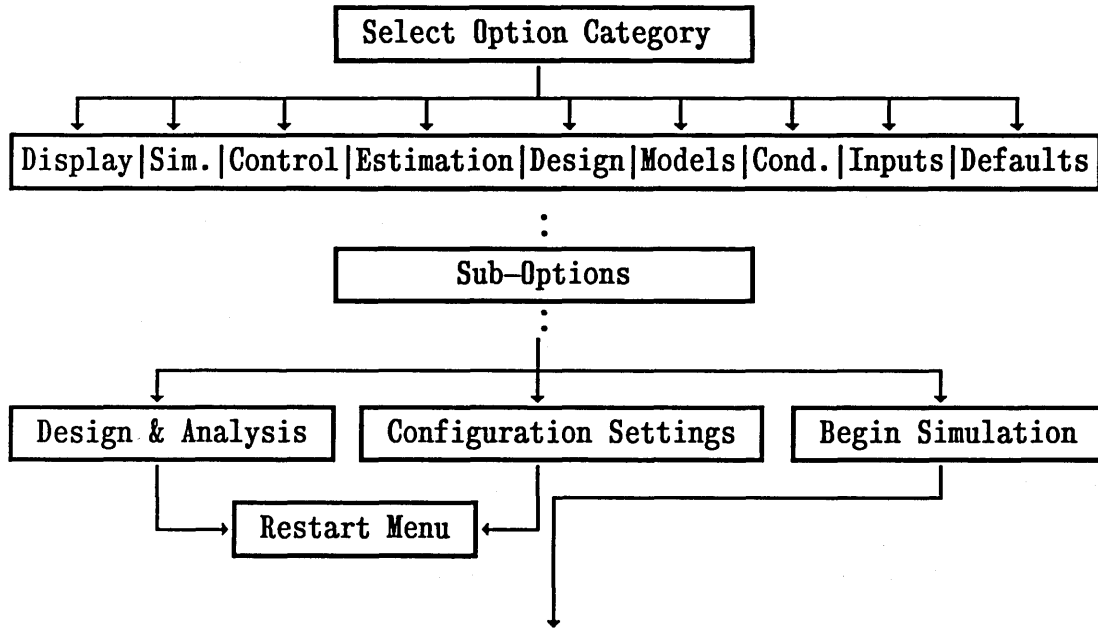 Select Option Category
Display|Sim.|Control|Estimation|Design|Models|Cond.|Inputs|Defaults
Sub-Options
Design & Analysis
Configuration Settings
Begin Simulation
Restart Menu